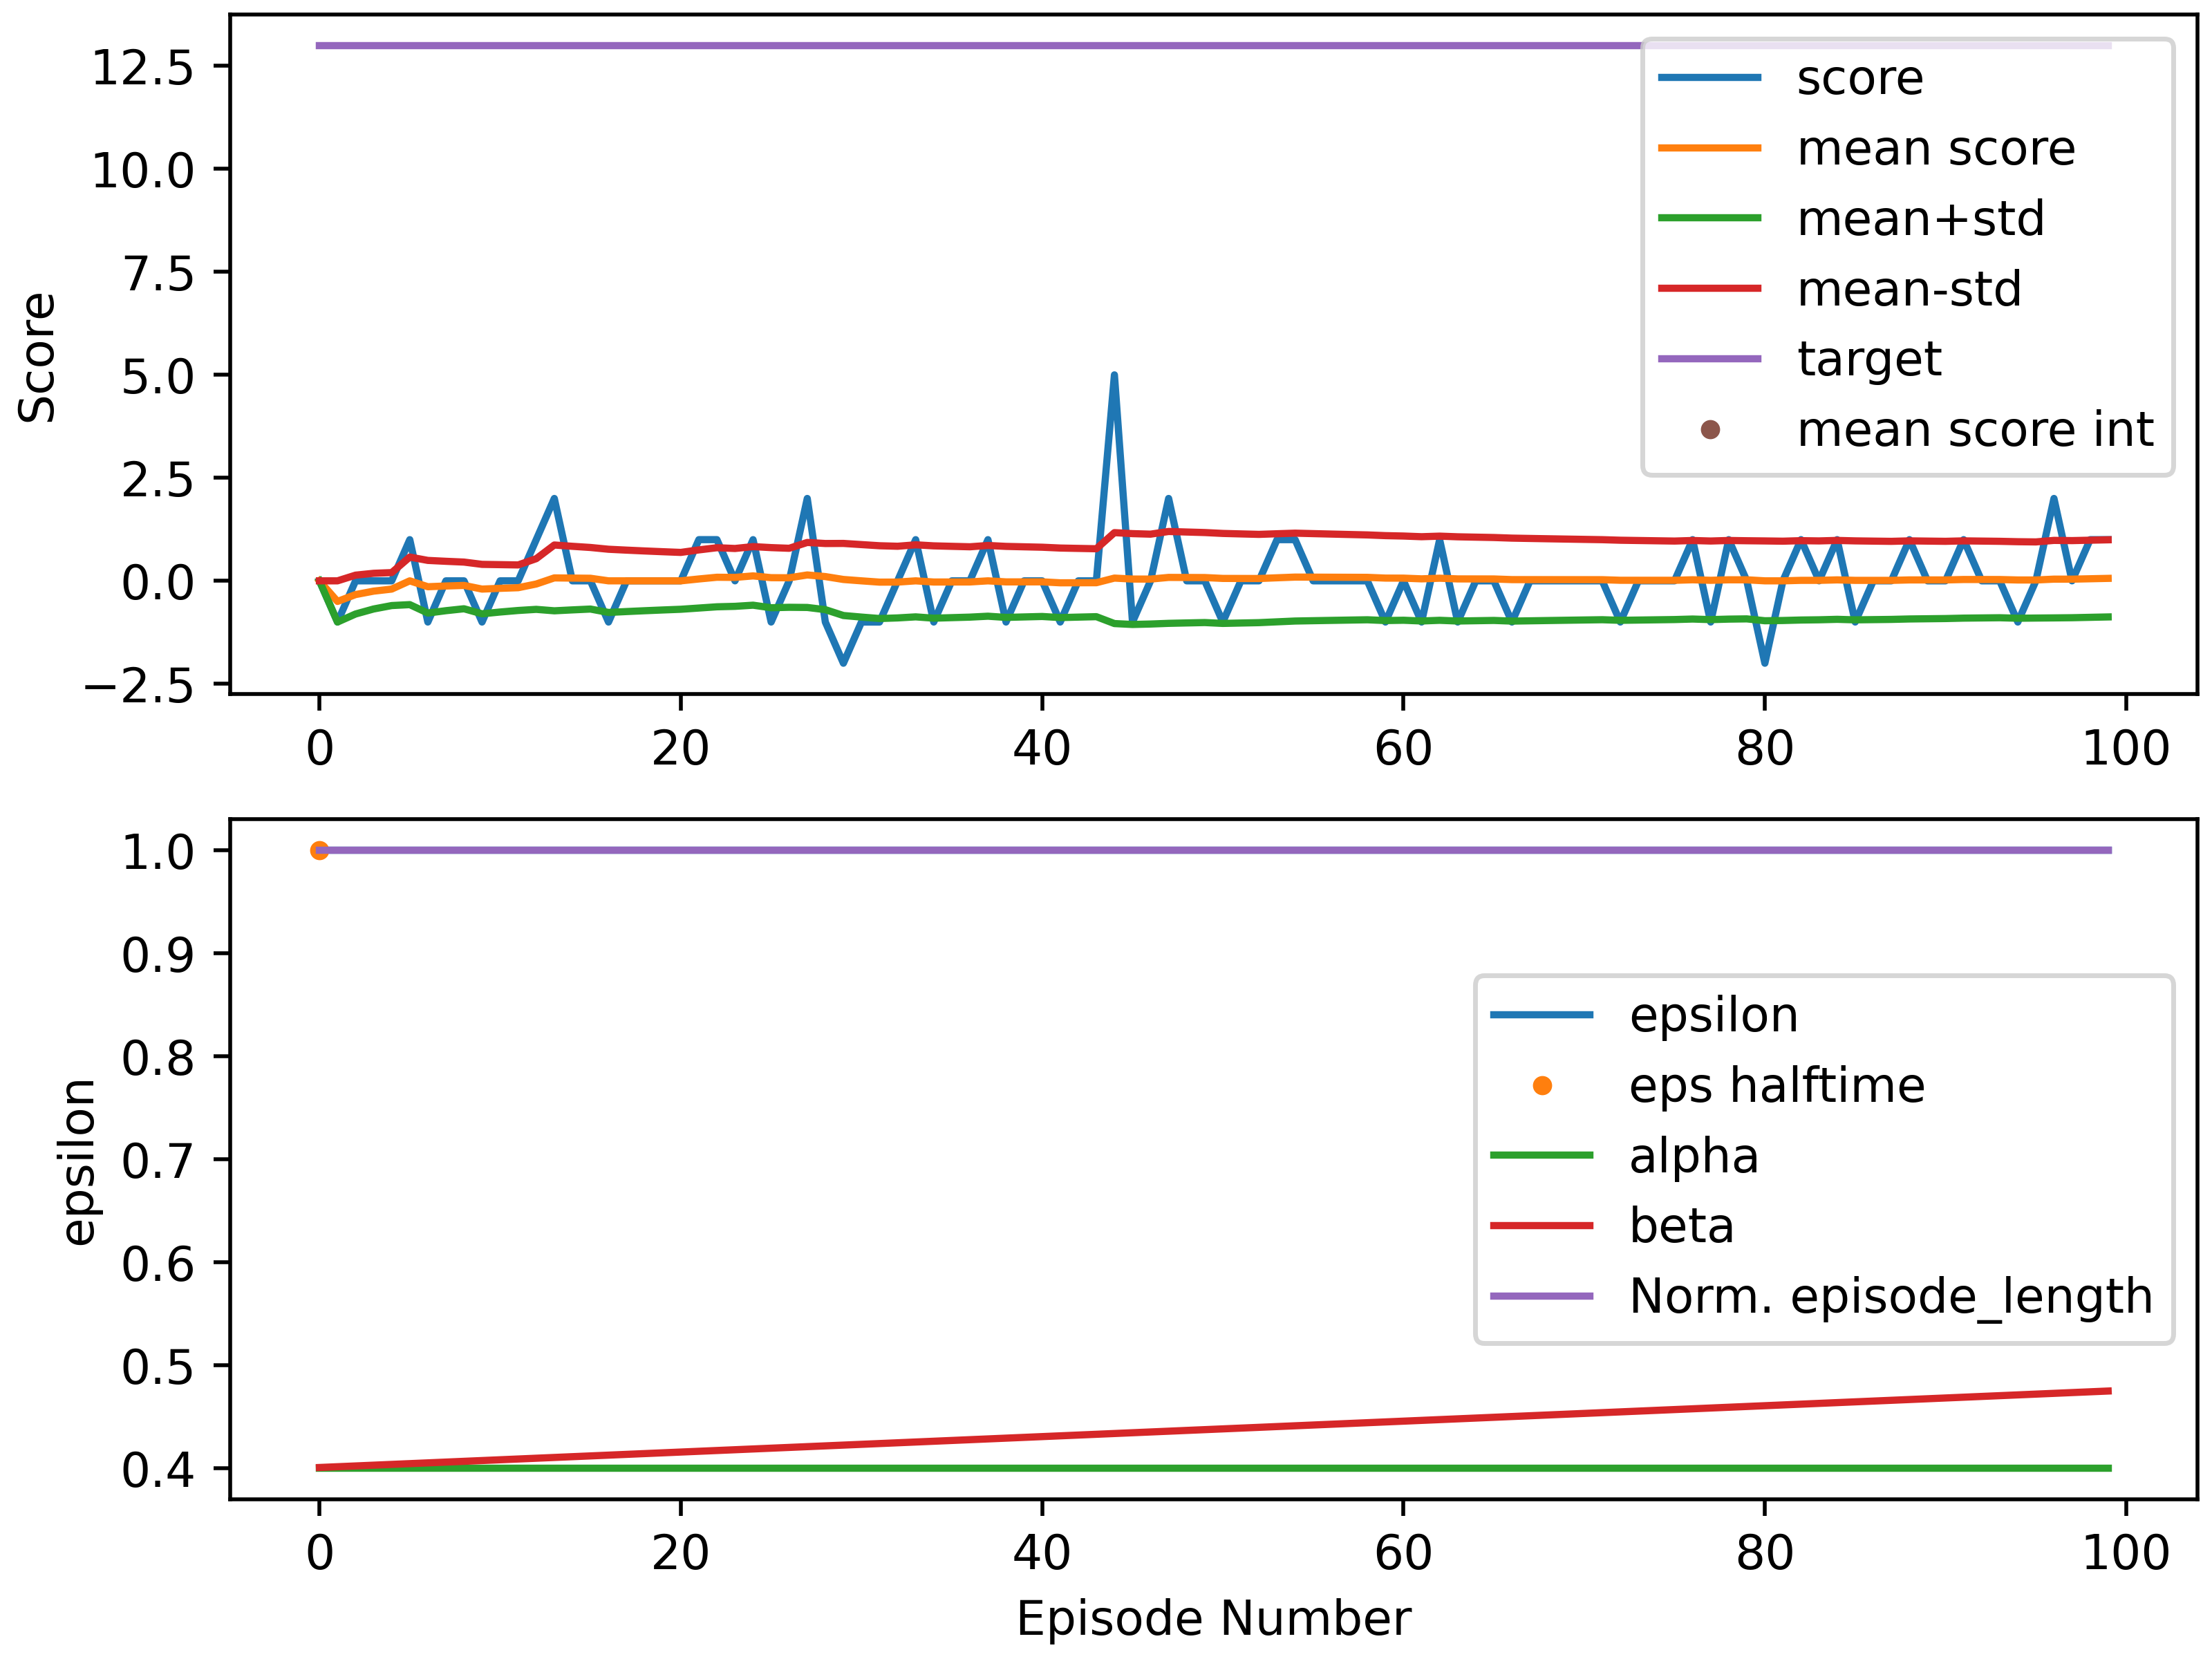 12.5
10.0
7.5
5.0
2.5
0.0
−2.5
Score
score
mean score
mean+std
mean-std
target
mean score int
0 20 40 60 80 100
1.0
0.9
0.8
0.7
0.6
0.5
0.4
epsilon
epsilon
eps halftime
alpha
beta
Norm. episode_length
0 20 40 60 80 100
Episode Number